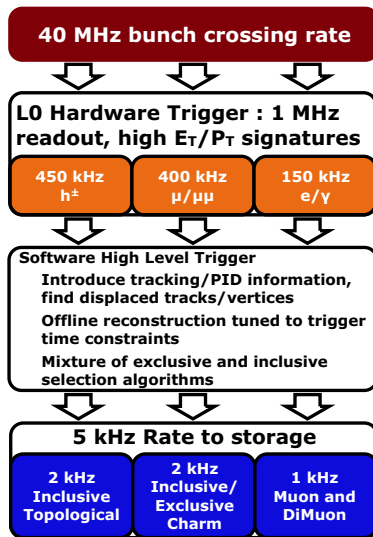 40 MHz bunch crossing rate
L0 Hardware Trigger : 1 MHz
readout, high ET/PT signatures
450 kHz
h±
400 kHz
µ/µµ
150 kHz
e/γ
Software High Level Trigger
Introduce tracking/PID information,
find displaced tracks/vertices
Offline reconstruction tuned to trigger
time constraints
Mixture of exclusive and inclusive
selection algorithms
5 kHz Rate to storage
2 kHz
Inclusive
Topological
2 kHz
Inclusive/
Exclusive
Charm
1 kHz
Muon and
DiMuon